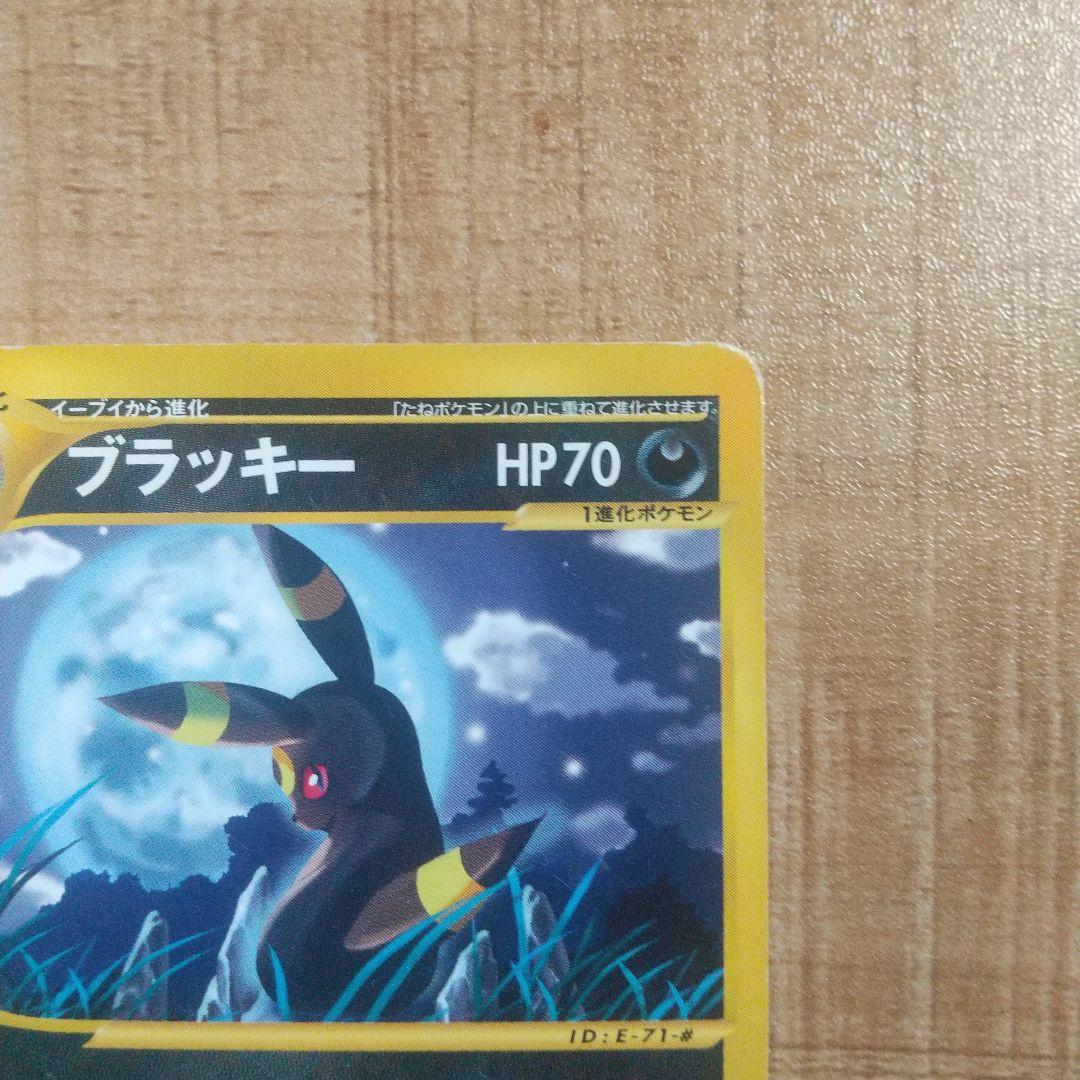 イーブイから進化
「たねポケモン」の上に重ねて進化させます。
ブラッキー HP70
1進化ポケモン
ID:E-71-#